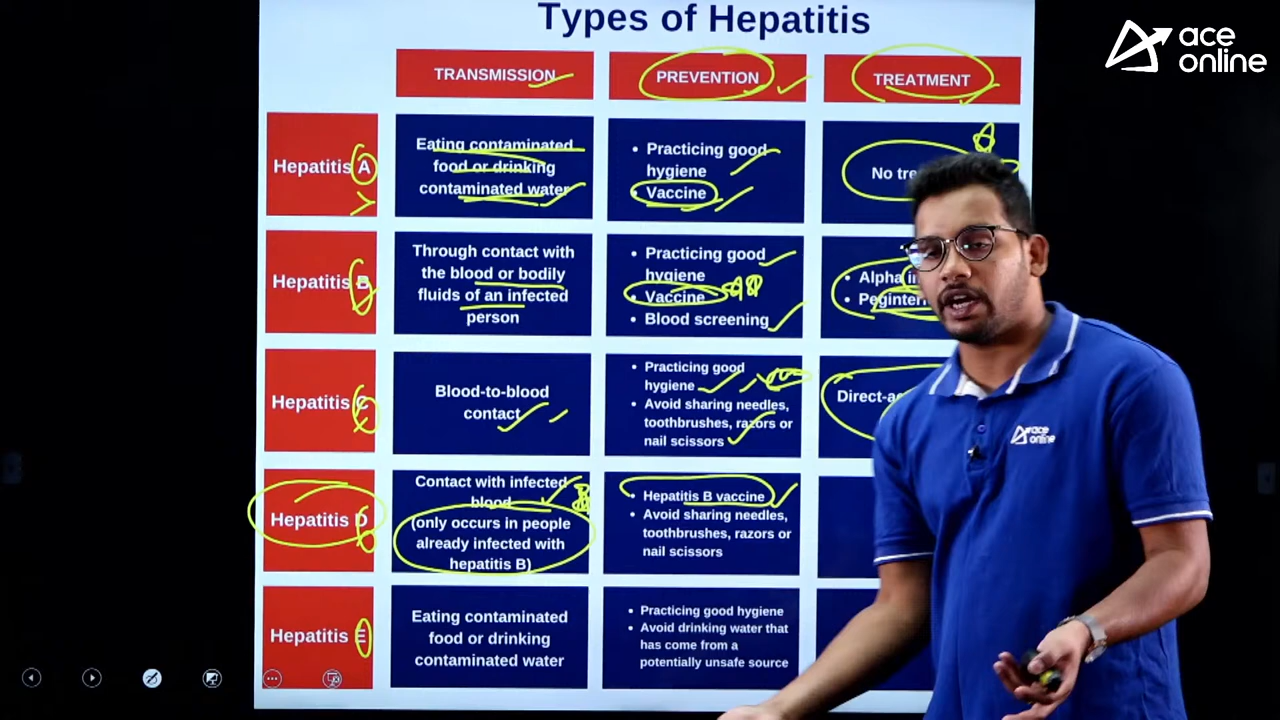 Types of Hepatitis
ace
online
TRANSMISSION
PREVENTION
TREATMENT
Hepatitis A
Eating contaminated
food or drinking
contaminated water
• Practicing good
hygiene
• Vaccine
No
Hepatitis B
Through contact with
the blood or bodily
fluids of an infected
person
• Practicing good
hygiene
• Vaccine
• Blood screening
• Alpha
•
Hepatitis C
Blood-to-blood
contact
• Practicing good
hygiene
• Avoid sharing needles,
toothbrushes, razors or
nail scissors
Hepatitis D
Contact with infected
blood
(only occurs in people
already infected with
hepatitis B)
• Hepatitis B vaccine
• Avoid sharing needles,
toothbrushes, razors or
nail scissors
Hepatitis E
Eating contaminated
food or drinking
contaminated water
• Practicing good hygiene
• Avoid drinking water that
has come from a
potentially unsafe source
ace
online